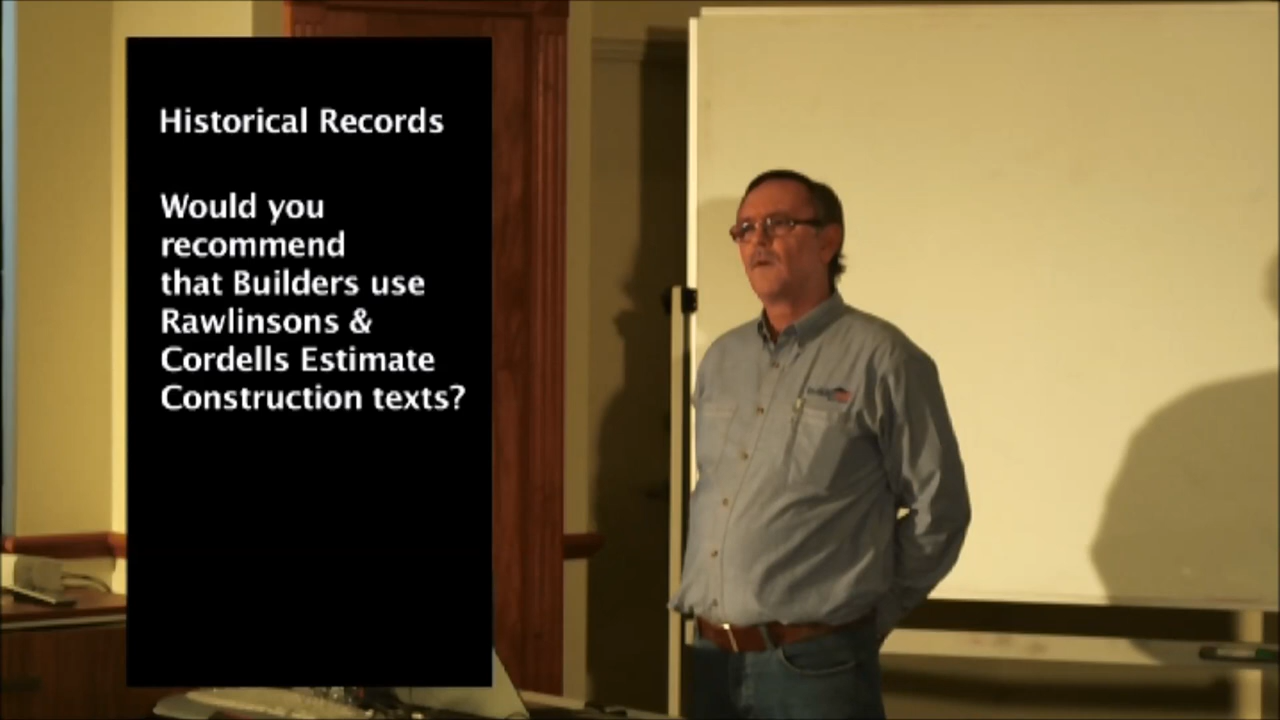 Historical Records
Would you
recommend
that Builders use
Rawlinsons &
Cordells Estimate
Construction texts?